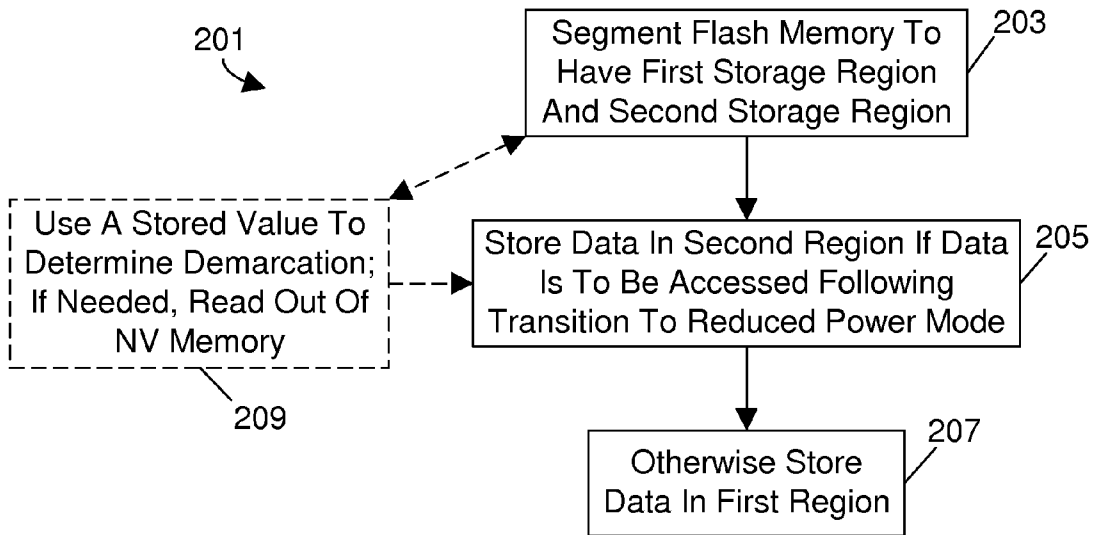 201
Segment Flash Memory To
Have First Storage Region
And Second Storage Region
203
Use A Stored Value To
Determine Demarcation;
If Needed, Read Out Of
NV Memory
209
Store Data In Second Region If Data
Is To Be Accessed Following
Transition To Reduced Power Mode
205
Otherwise Store
Data In First Region
207